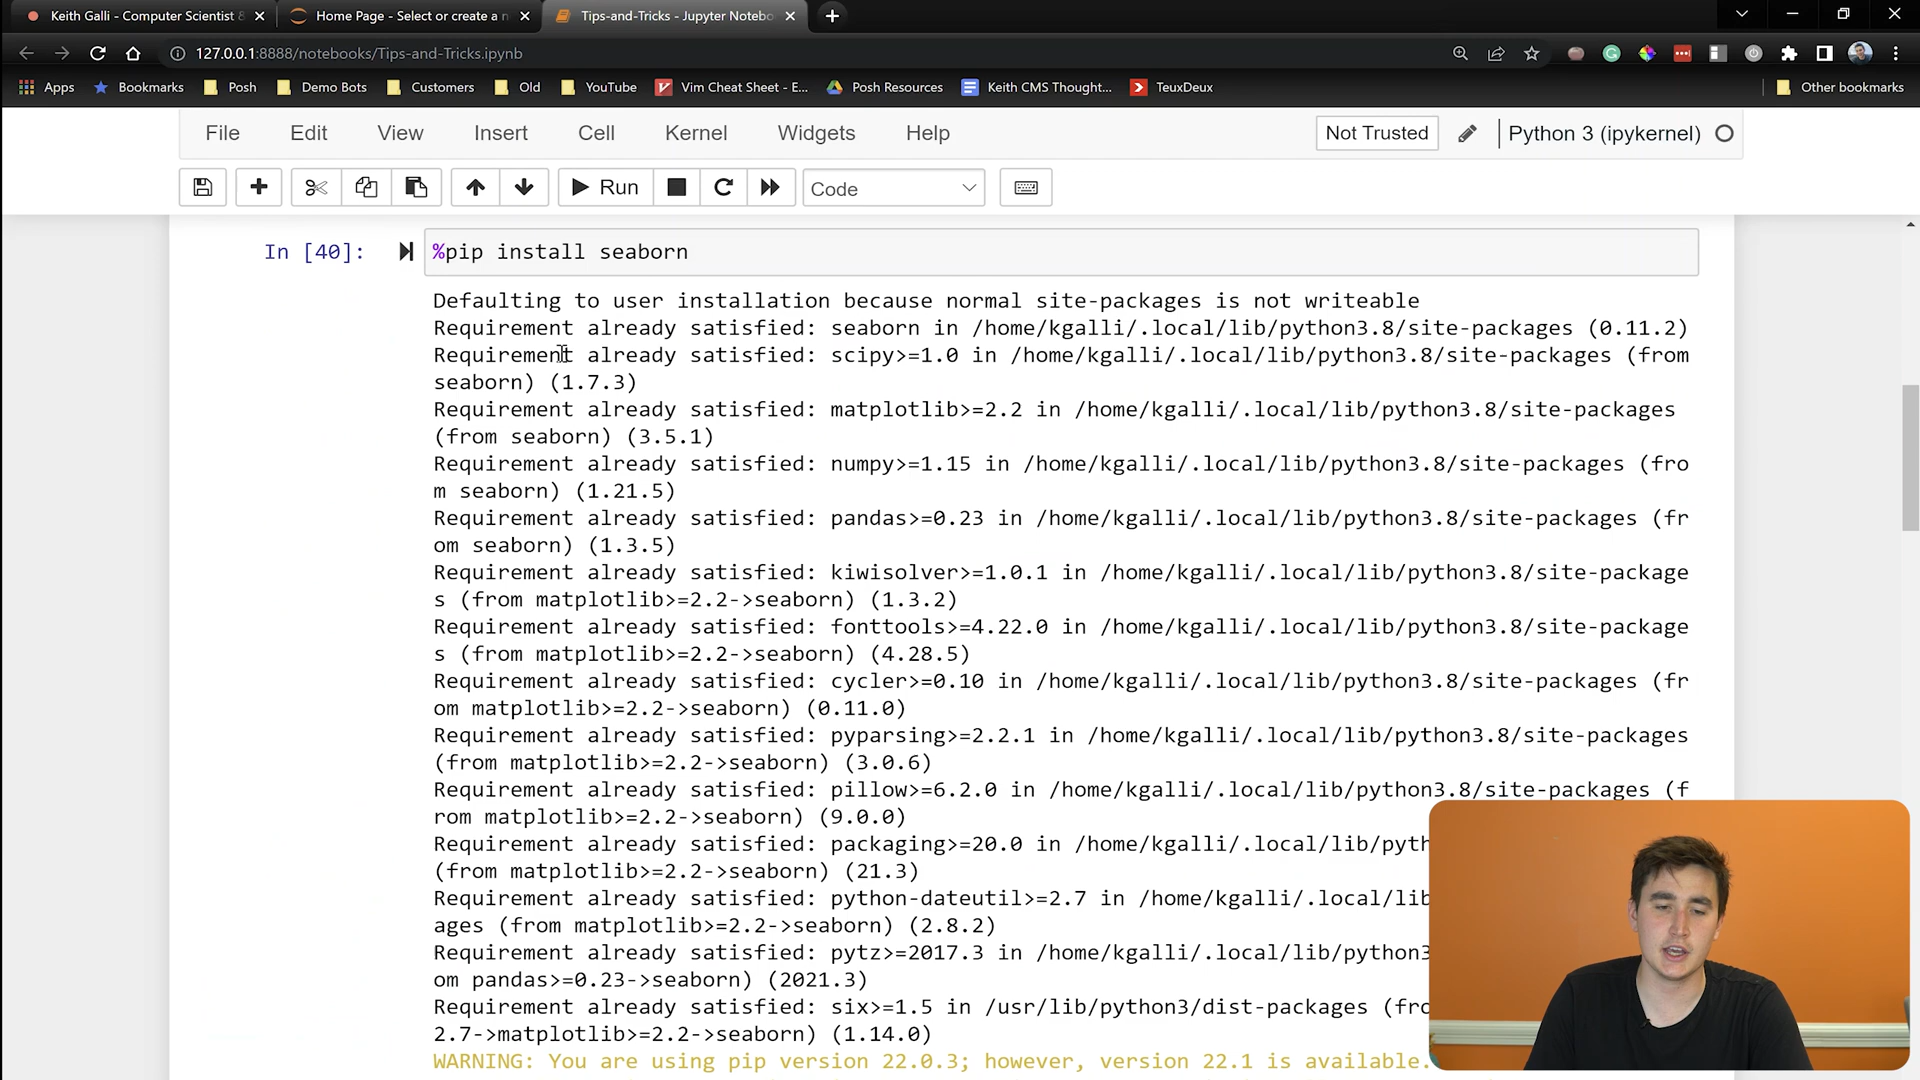 Keith Galli - Computer Scientist &
Home Page - Select or create a n
Tips-and-Tricks - Jupyter Notebo
127.0.0.1:8888/notebooks/Tips-and-Tricks.ipynb
Apps
Bookmarks
Posh
Demo Bots
Customers
Old
YouTube
Vim Cheat Sheet - E...
Posh Resources
Keith CMS Thought...
TeuxDeux
Other bookmarks
File
Edit
View
Insert
Cell
Kernel
Widgets
Help
Not Trusted
Python 3 (ipykernel)
Run
Code
In [40]:
%pip install seaborn
Defaulting to user installation because normal site-packages is not writeable
Requirement already satisfied: seaborn in /home/kgalli/.local/lib/python3.8/site-packages (0.11.2)
Requirement already satisfied: scipy>=1.0 in /home/kgalli/.local/lib/python3.8/site-packages (from
seaborn) (1.7.3)
Requirement already satisfied: matplotlib>=2.2 in /home/kgalli/.local/lib/python3.8/site-packages
(from seaborn) (3.5.1)
Requirement already satisfied: numpy>=1.15 in /home/kgalli/.local/lib/python3.8/site-packages (fro
m seaborn) (1.21.5)
Requirement already satisfied: pandas>=0.23 in /home/kgalli/.local/lib/python3.8/site-packages (fr
om seaborn) (1.3.5)
Requirement already satisfied: kiwisolver>=1.0.1 in /home/kgalli/.local/lib/python3.8/site-package
s (from matplotlib>=2.2->seaborn) (1.3.2)
Requirement already satisfied: fonttools>=4.22.0 in /home/kgalli/.local/lib/python3.8/site-package
s (from matplotlib>=2.2->seaborn) (4.28.5)
Requirement already satisfied: cycler>=0.10 in /home/kgalli/.local/lib/python3.8/site-packages (fr
om matplotlib>=2.2->seaborn) (0.11.0)
Requirement already satisfied: pyparsing>=2.2.1 in /home/kgalli/.local/lib/python3.8/site-packages
(from matplotlib>=2.2->seaborn) (3.0.6)
Requirement already satisfied: pillow>=6.2.0 in /home/kgalli/.local/lib/python3.8/site-packages (f
rom matplotlib>=2.2->seaborn) (9.0.0)
Requirement already satisfied: packaging>=20.0 in /home/kgalli/.local/lib/pyth
(from matplotlib>=2.2->seaborn) (21.3)
Requirement already satisfied: python-dateutil>=2.7 in /home/kgalli/.local/lib
ages (from matplotlib>=2.2->seaborn) (2.8.2)
Requirement already satisfied: pytz>=2017.3 in /home/kgalli/.local/lib/python3
om pandas>=0.23->seaborn) (2021.3)
Requirement already satisfied: six>=1.5 in /usr/lib/python3/dist-packages (fro
2.7->matplotlib>=2.2->seaborn) (1.14.0)
WARNING: You are using pip version 22.0.3; however, version 22.1 is available.